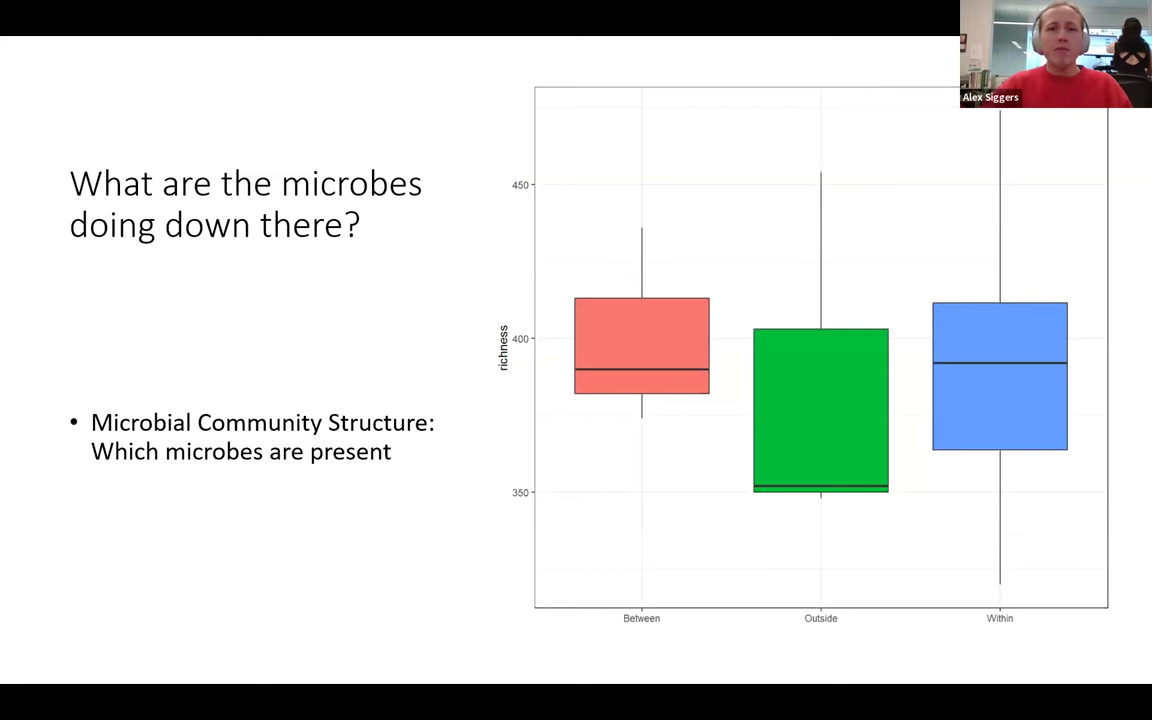 Alex Siggers
What are the microbes
doing down there?
• Microbial Community Structure:
Which microbes are present
richness
450
400
350
Between
Outside
Within